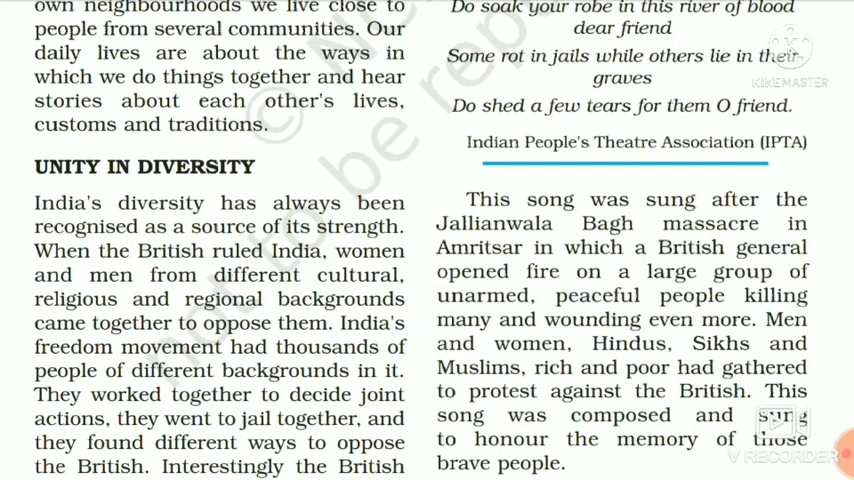 own neighbourhoods we live close to
people from several communities. Our
daily lives are about the ways in
which we do things together and hear
stories about each other's lives,
customs and traditions.
UNITY IN DIVERSITY
India's diversity has always been
recognised as a source of its strength.
When the British ruled India, women
and men from different cultural,
religious and regional backgrounds
came together to oppose them. India's
freedom movement had thousands of
people of different backgrounds in it.
They worked together to decide joint
actions, they went to jail together, and
they found different ways to oppose
the British. Interestingly the British
Do soak your robe in this river of blood
dear friend
Some rot in jails while others lie in their
graves
Do shed a few tears for them O friend.
Indian People's Theatre Association (IPTA)
This song was sung after the
Jallianwala Bagh massacre in
Amritsar in which a British general
opened fire on a large group of
unarmed, peaceful people killing
many and wounding even more. Men
and women, Hindus, Sikhs and
Muslims, rich and poor had gathered
to protest against the British. This
song was composed and sung
to honour the memory of those
brave people.
KINEMASTER
V RECORDER
© N
not to be rep